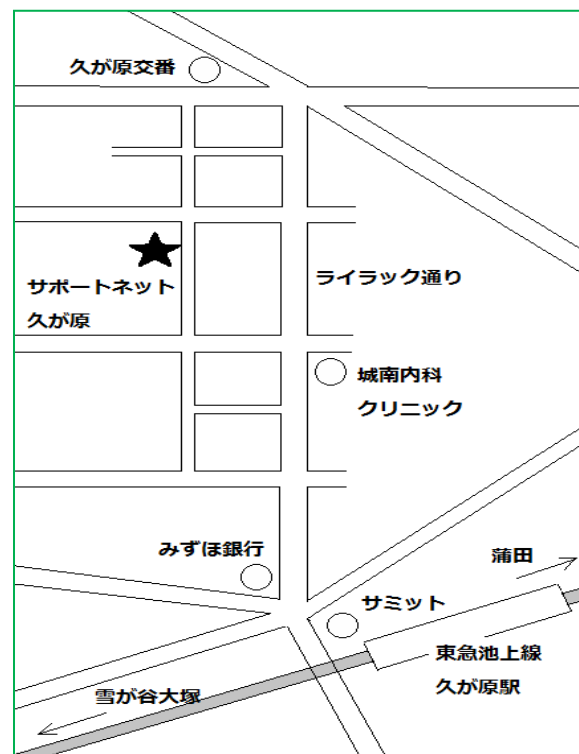 久が原交番
サポートネット
久が原
ライラック通り
城南内科
クリニック
みずほ銀行
蒲田
サミット
東急池上線
久が原駅
雪が谷大塚